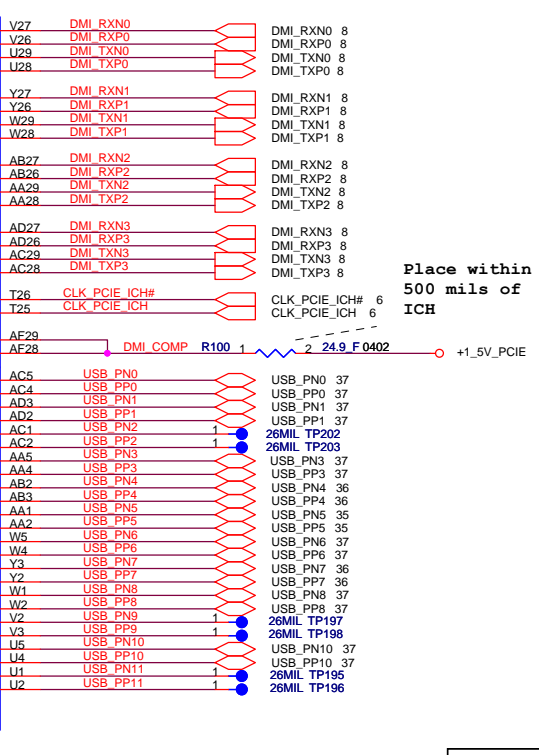 V27 DMI_RXN0 DMI_RXN0 8
V26 DMI_RXP0 DMI_RXP0 8
U29 DMI_TXN0 DMI_TXN0 8
U28 DMI_TXP0 DMI_TXP0 8
Y27 DMI_RXN1 DMI_RXN1 8
Y26 DMI_RXP1 DMI_RXP1 8
W29 DMI_TXN1 DMI_TXN1 8
W28 DMI_TXP1 DMI_TXP1 8
AB27 DMI_RXN2 DMI_RXN2 8
AB26 DMI_RXP2 DMI_RXP2 8
AA29 DMI_TXN2 DMI_TXN2 8
AA28 DMI_TXP2 DMI_TXP2 8
AD27 DMI_RXN3 DMI_RXN3 8
AD26 DMI_RXP3 DMI_RXP3 8
AC29 DMI_TXN3 DMI_TXN3 8
AC28 DMI_TXP3 DMI_TXP3 8
Place within
500 mils of
ICH
T26 CLK_PCIE_ICH# CLK_PCIE_ICH# 6
T25 CLK_PCIE_ICH CLK_PCIE_ICH 6
AF29
AF28 DMI_COMP R100 1 2 24.9_F 0402 +1_5V_PCIE
AC5 USB_PN0 USB_PN0 37
AC4 USB_PP0 USB_PP0 37
AD3 USB_PN1 USB_PN1 37
AD2 USB_PP1 USB_PP1 37
AC1 USB_PN2 1 26MIL TP202
AC2 USB_PP2 1 26MIL TP203
AA5 USB_PN3 USB_PN3 37
AA4 USB_PP3 USB_PP3 37
AB2 USB_PN4 USB_PN4 36
AB3 USB_PP4 USB_PP4 36
AA1 USB_PN5 USB_PN5 35
AA2 USB_PP5 USB_PP5 35
W5 USB_PN6 USB_PN6 37
W4 USB_PP6 USB_PP6 37
Y3 USB_PN7 USB_PN7 36
Y2 USB_PP7 USB_PP7 36
W1 USB_PN8 USB_PN8 37
W2 USB_PP8 USB_PP8 37
V2 USB_PN9 1 26MIL TP197
V3 USB_PP9 1 26MIL TP198
U5 USB_PN10 USB_PN10 37
U4 USB_PP10 USB_PP10 37
U1 USB_PN11 1 26MIL TP195
U2 USB_PP11 1 26MIL TP196